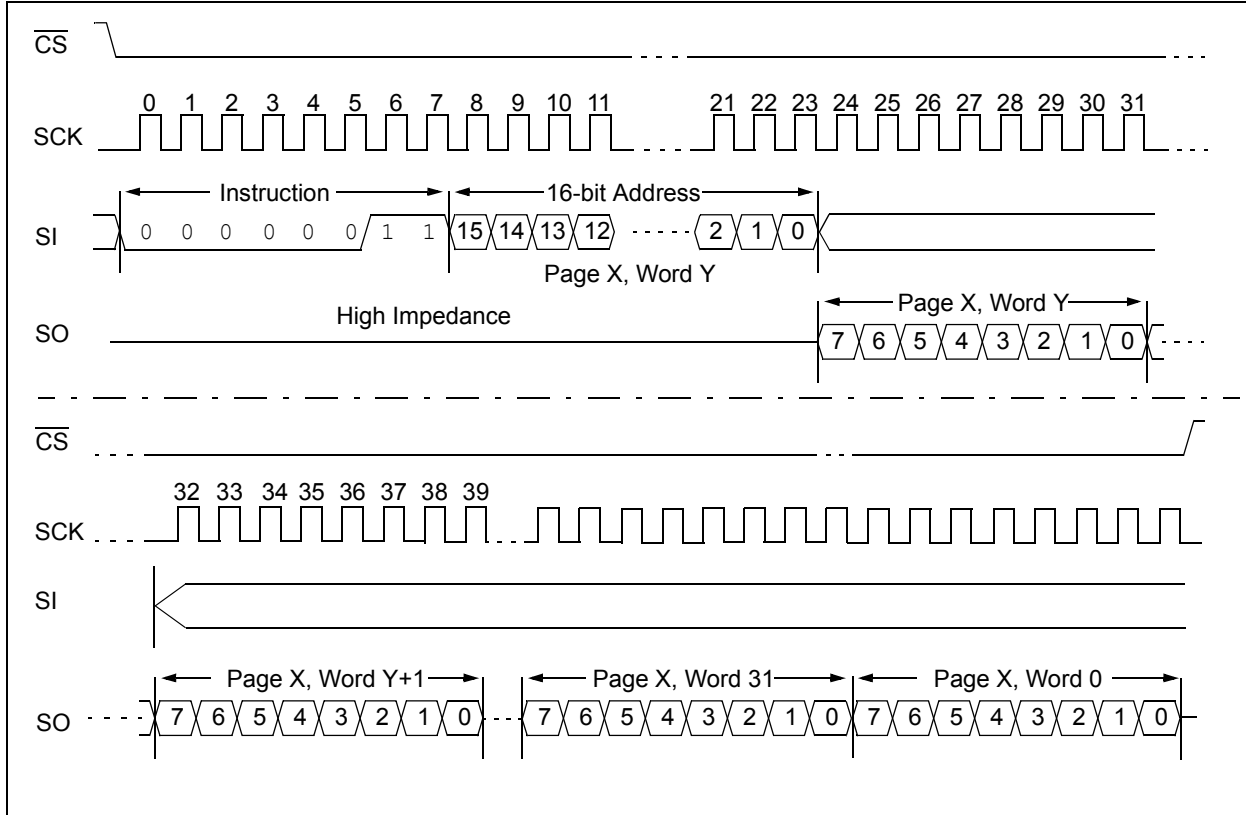 CS
0 1 2 3 4 5 6 7 8 9 10 11 21 22 23 24 25 26 27 28 29 30 31
SCK
Instruction 16-bit Address
SI 0 0 0 0 0 0 1 1 15 14 13 12 2 1 0
Page X, Word Y
High Impedance Page X, Word Y
SO 7 6 5 4 3 2 1 0
CS
32 33 34 35 36 37 38 39
SCK
SI
Page X, Word Y+1 Page X, Word 31 Page X, Word 0
SO 7 6 5 4 3 2 1 0 7 6 5 4 3 2 1 0 7 6 5 4 3 2 1 0